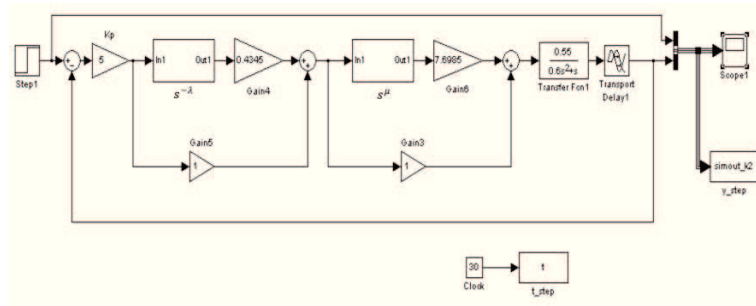 Step1
Kp
5
In1 Out1
s^{-λ}
0.4345
Gain4
Gain5
1
In1 Out1
s^{μ}
7.6985
Gain6
Gain3
1
0.55
0.6s²+s
Transfer Fcn1
Transport
Delay1
Scope1
simout_k2
y_step
30
Clock
t
t_step